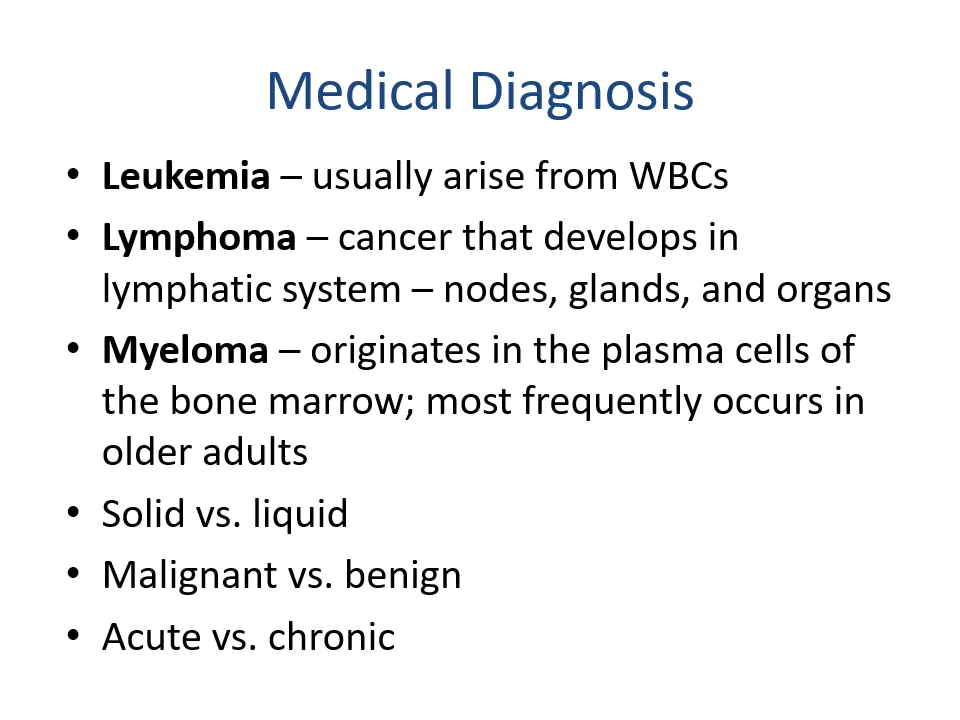 Medical Diagnosis
• Leukemia – usually arise from WBCs
• Lymphoma – cancer that develops in
lymphatic system – nodes, glands, and organs
• Myeloma – originates in the plasma cells of
the bone marrow; most frequently occurs in
older adults
• Solid vs. liquid
• Malignant vs. benign
• Acute vs. chronic